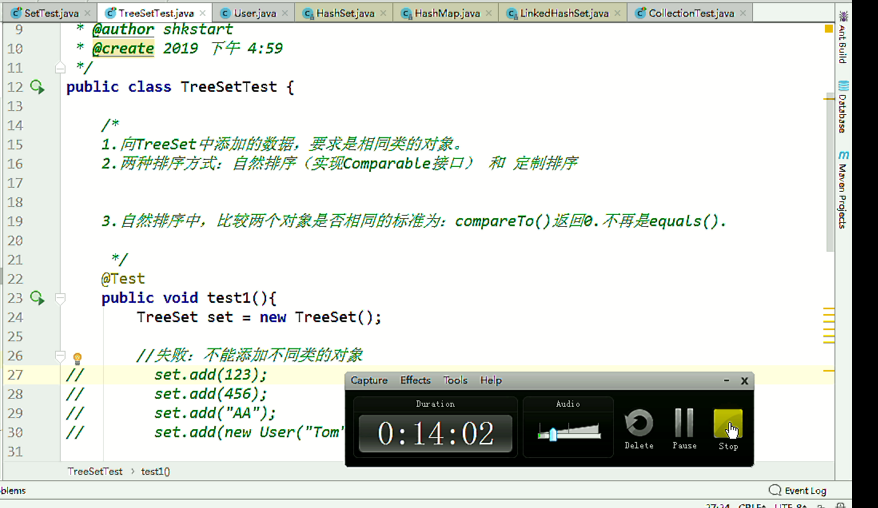 SetTest.java TreeSetTest.java User.java HashSet.java HashMap.java LinkedHashSet.java CollectionTest.java
9 * @author shkstart
10 * @create 2019 下午 4:59
11 */
12 public class TreeSetTest {
13
14 /*
15 1.向TreeSet中添加的数据，要求是相同类的对象。
16 2.两种排序方式：自然排序（实现Comparable接口） 和 定制排序
17
18
19 3.自然排序中，比较两个对象是否相同的标准为：compareTo()返回0.不再是equals().
20
21 */
22 @Test
23 public void test1(){
24 TreeSet set = new TreeSet();
25
26 //失败：不能添加不同类的对象
27 // set.add(123);
28 // set.add(456);
29 // set.add("AA");
30 // set.add(new User("Tom"
31
Capture Effects Tools Help - x
Duration
0:14:02
Audio
Delete Pause Stop
TreeSetTest › test1()
blems
Event Log
Ant Build
Database
m Maven Projects